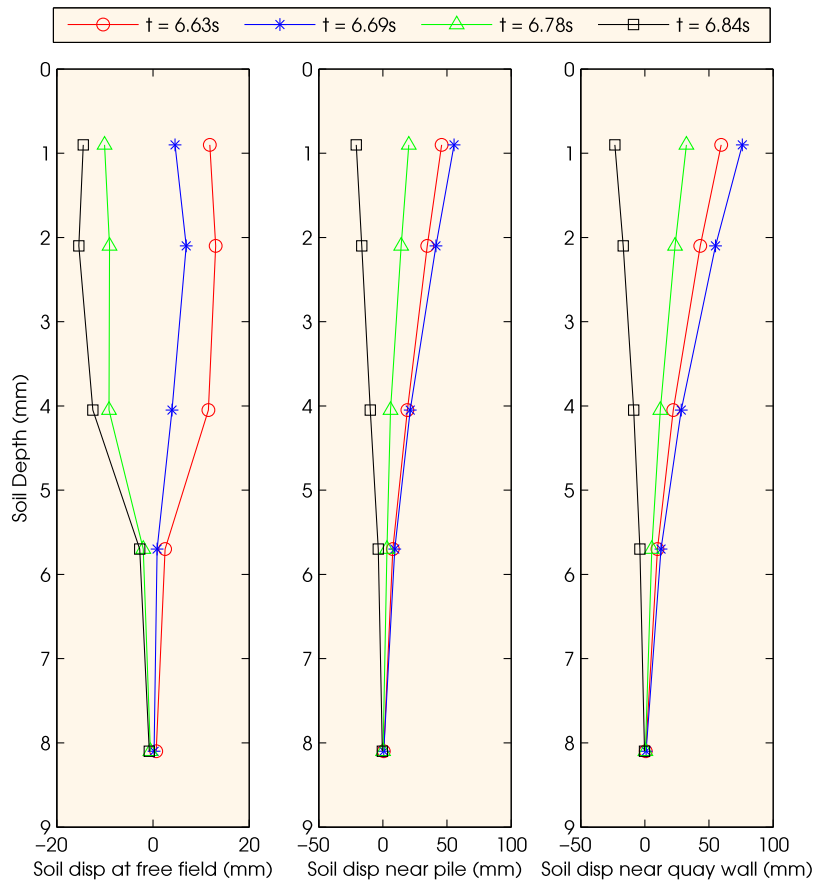 t = 6.63s t = 6.69s t = 6.78s t = 6.84s
0 0 0
1 1 1
2 2 2
3 3 3
4 4 4
5 5 5
6 6 6
7 7 7
8 8 8
9 9 9
Soil Depth (mm)
−20 0 20 −50 0 50 100 −50 0 50 100
Soil disp at free field (mm) Soil disp near pile (mm) Soil disp near quay wall (mm)